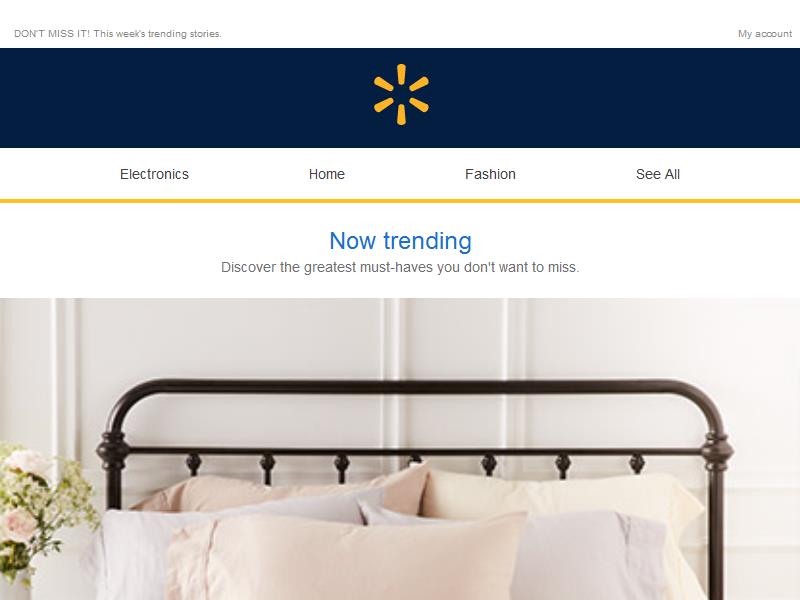 DON'T MISS IT! This week's trending stories.
My account
Electronics
Home
Fashion
See All
Now trending
Discover the greatest must-haves you don't want to miss.